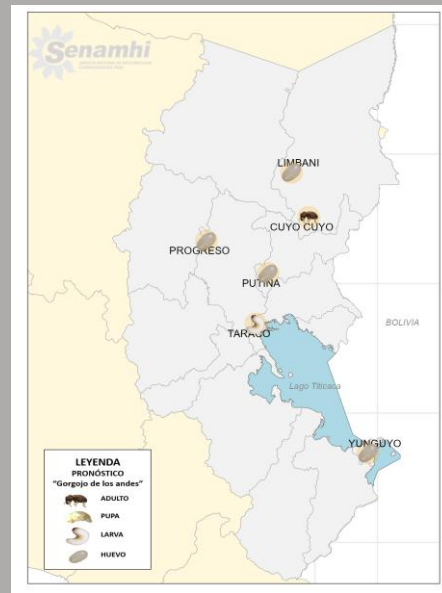 Senamhi
LIMBANI
CUYO CUYO
PROGRESO
PUTINA
TARACO
BOLIVIA
Lago Titicaca
YUNGUYO
LEYENDA
PRONÓSTICO
"Gorgojo de los andes"
ADULTO
PUPA
LARVA
HUEVO